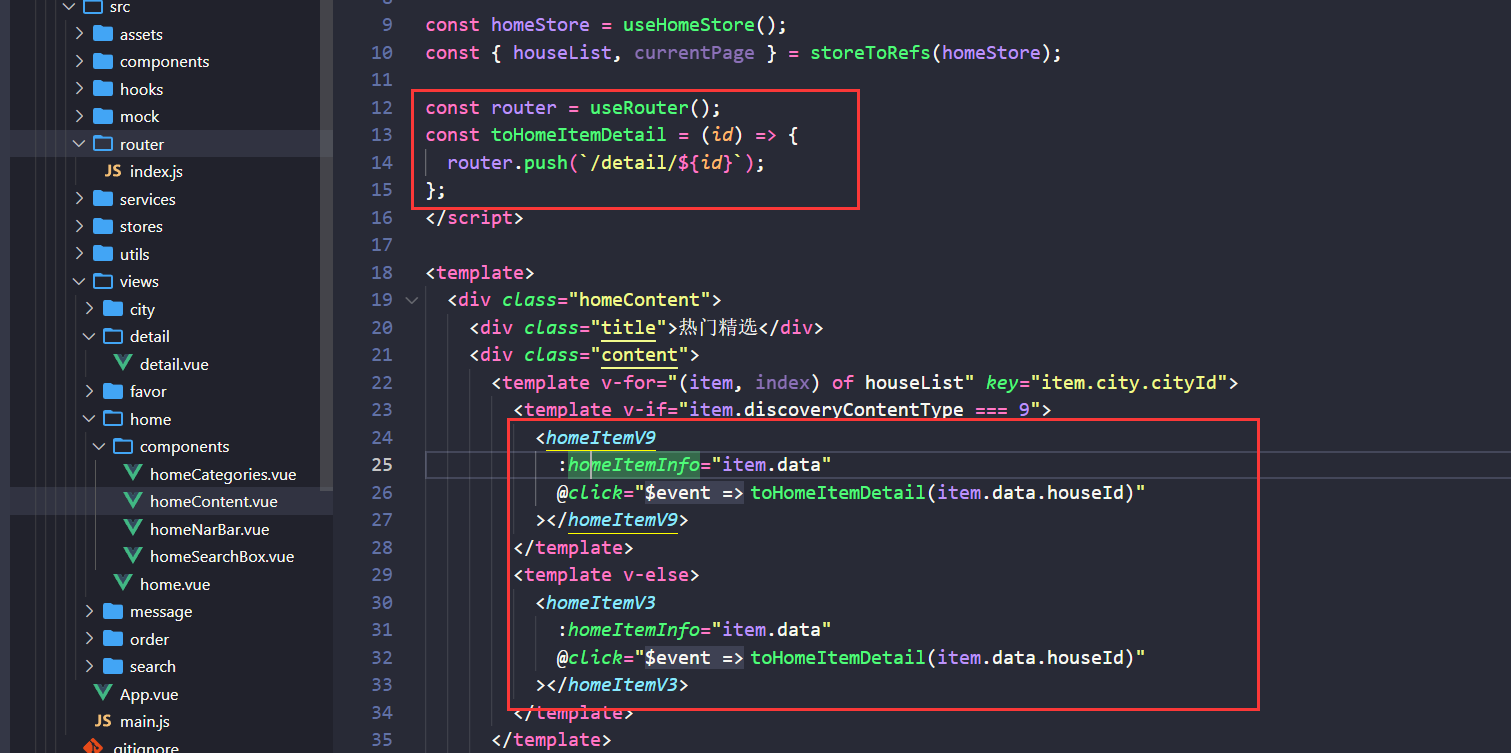 src
assets
components
hooks
mock
router
JS index.js
services
stores
utils
views
city
detail
detail.vue
favor
home
components
homeCategories.vue
homeContent.vue
homeNarBar.vue
homeSearchBox.vue
home.vue
message
order
search
App.vue
JS main.js
.gitignore
9 const homeStore = useHomeStore();
10 const { houseList, currentPage } = storeToRefs(homeStore);
11
12 const router = useRouter();
13 const toHomeItemDetail = (id) => {
14 router.push(`/detail/${id}`);
15 };
16 </script>
17
18 <template>
19 <div class="homeContent">
20 <div class="title">热门精选</div>
21 <div class="content">
22 <template v-for="(item, index) of houseList" key="item.city.cityId">
23 <template v-if="item.discoveryContentType === 9">
24 <homeItemV9
25 :homeItemInfo="item.data"
26 @click="$event => toHomeItemDetail(item.data.houseId)"
27 ></homeItemV9>
28 </template>
29 <template v-else>
30 <homeItemV3
31 :homeItemInfo="item.data"
32 @click="$event => toHomeItemDetail(item.data.houseId)"
33 ></homeItemV3>
34 </template>
35 </template>